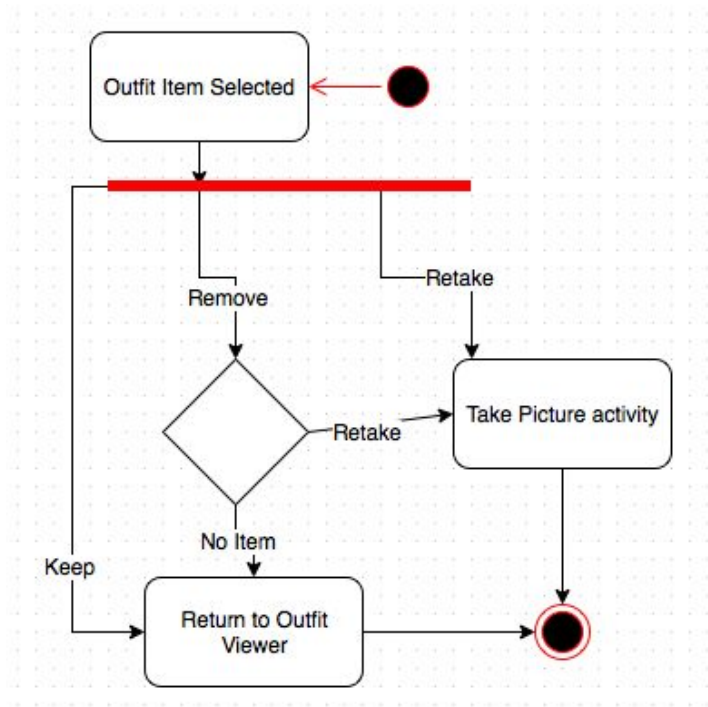 Outfit Item Selected
Remove
Retake
Take Picture activity
Retake
No Item
Keep
Return to Outfit
Viewer